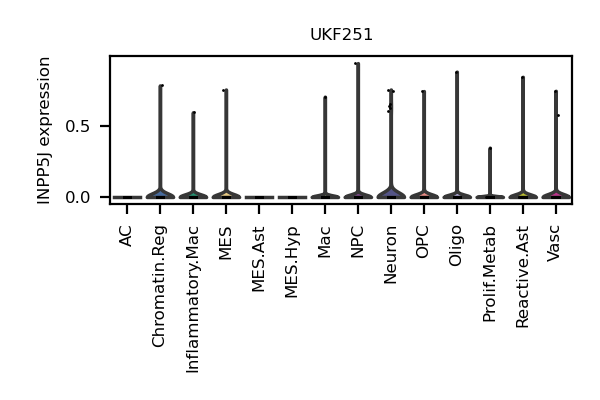 UKF251
INPP5J expression
0.5
0.0
AC
Chromatin.Reg
Inflammatory.Mac
MES
MES.Ast
MES.Hyp
Mac
NPC
Neuron
OPC
Oligo
Prolif.Metab
Reactive.Ast
Vasc